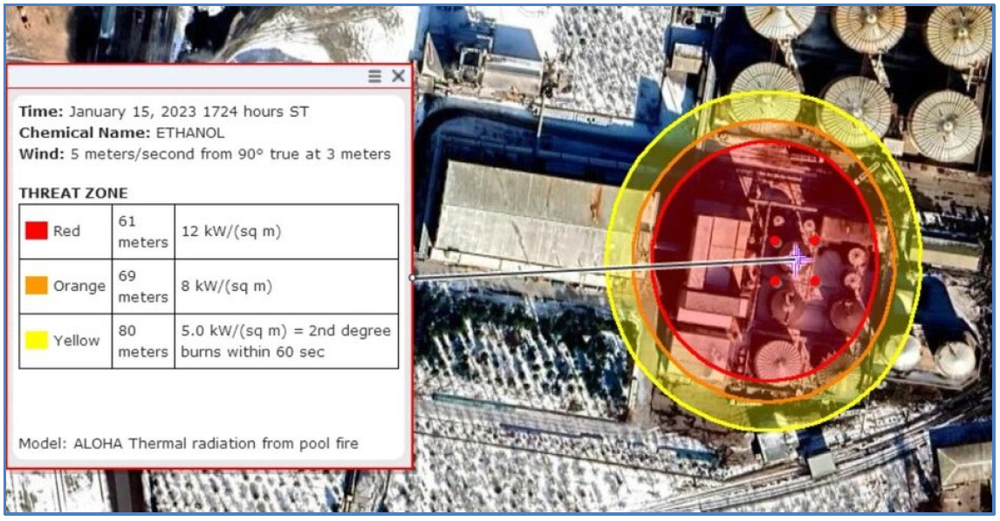 Time: January 15, 2023 1724 hours ST
Chemical Name: ETHANOL
Wind: 5 meters/second from 90° true at 3 meters
THREAT ZONE
Red 61 meters 12 kW/(sq m)
Orange 69 meters 8 kW/(sq m)
Yellow 80 meters 5.0 kW/(sq m) = 2nd degree burns within 60 sec
Model: ALOHA Thermal radiation from pool fire